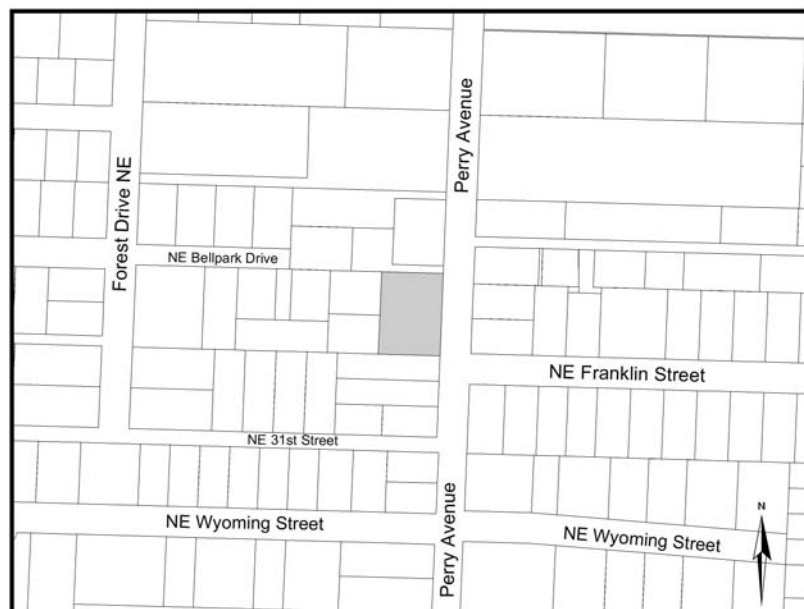 Perry Avenue
Forest Drive NE
NE Bellpark Drive
NE Franklin Street
NE 31st Street
NE Wyoming Street
Perry Avenue
NE Wyoming Street
N